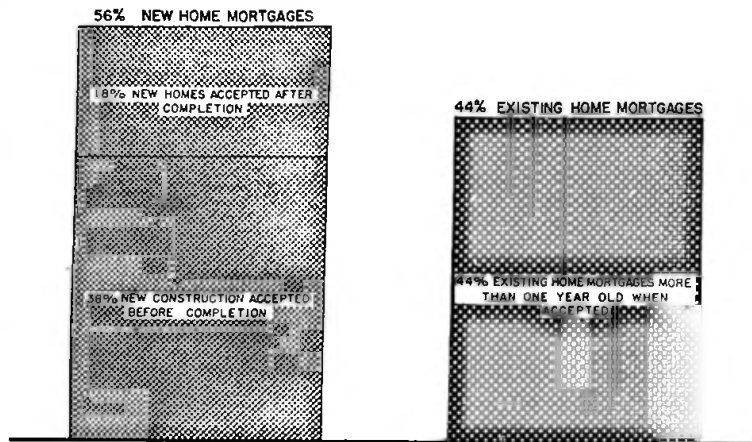 56% NEW HOME MORTGAGES
18% NEW HOMES ACCEPTED AFTER
COMPLETION
38% NEW CONSTRUCTION ACCEPTED
BEFORE COMPLETION
44% EXISTING HOME MORTGAGES
44% EXISTING HOME MORTGAGES MORE
THAN ONE YEAR OLD WHEN
ACCEPTED